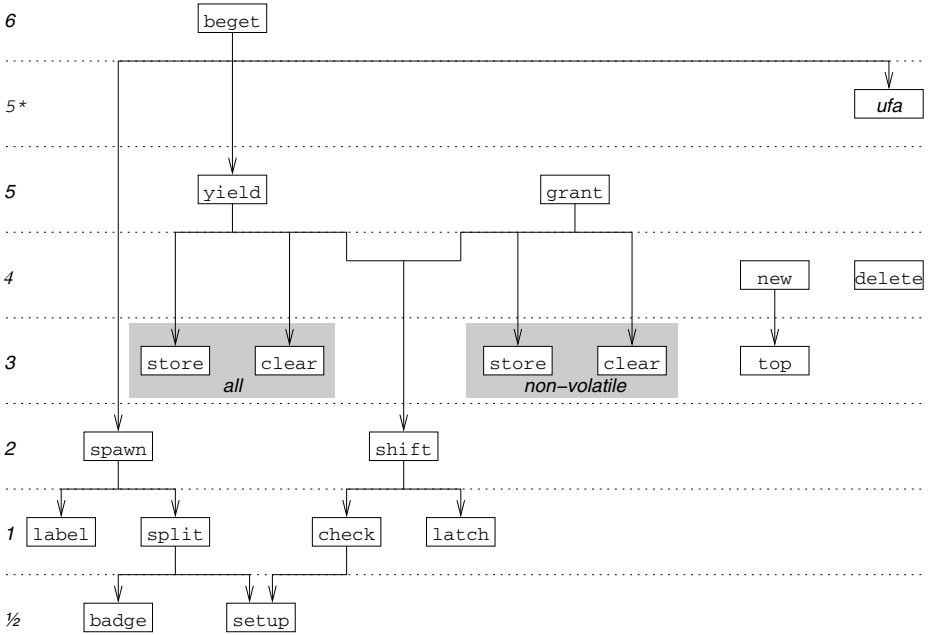 6 beget
5* ufa
5 yield grant
4 new delete
3 store clear store clear top
all non–volatile
2 spawn shift
1 label split check latch
½ badge setup